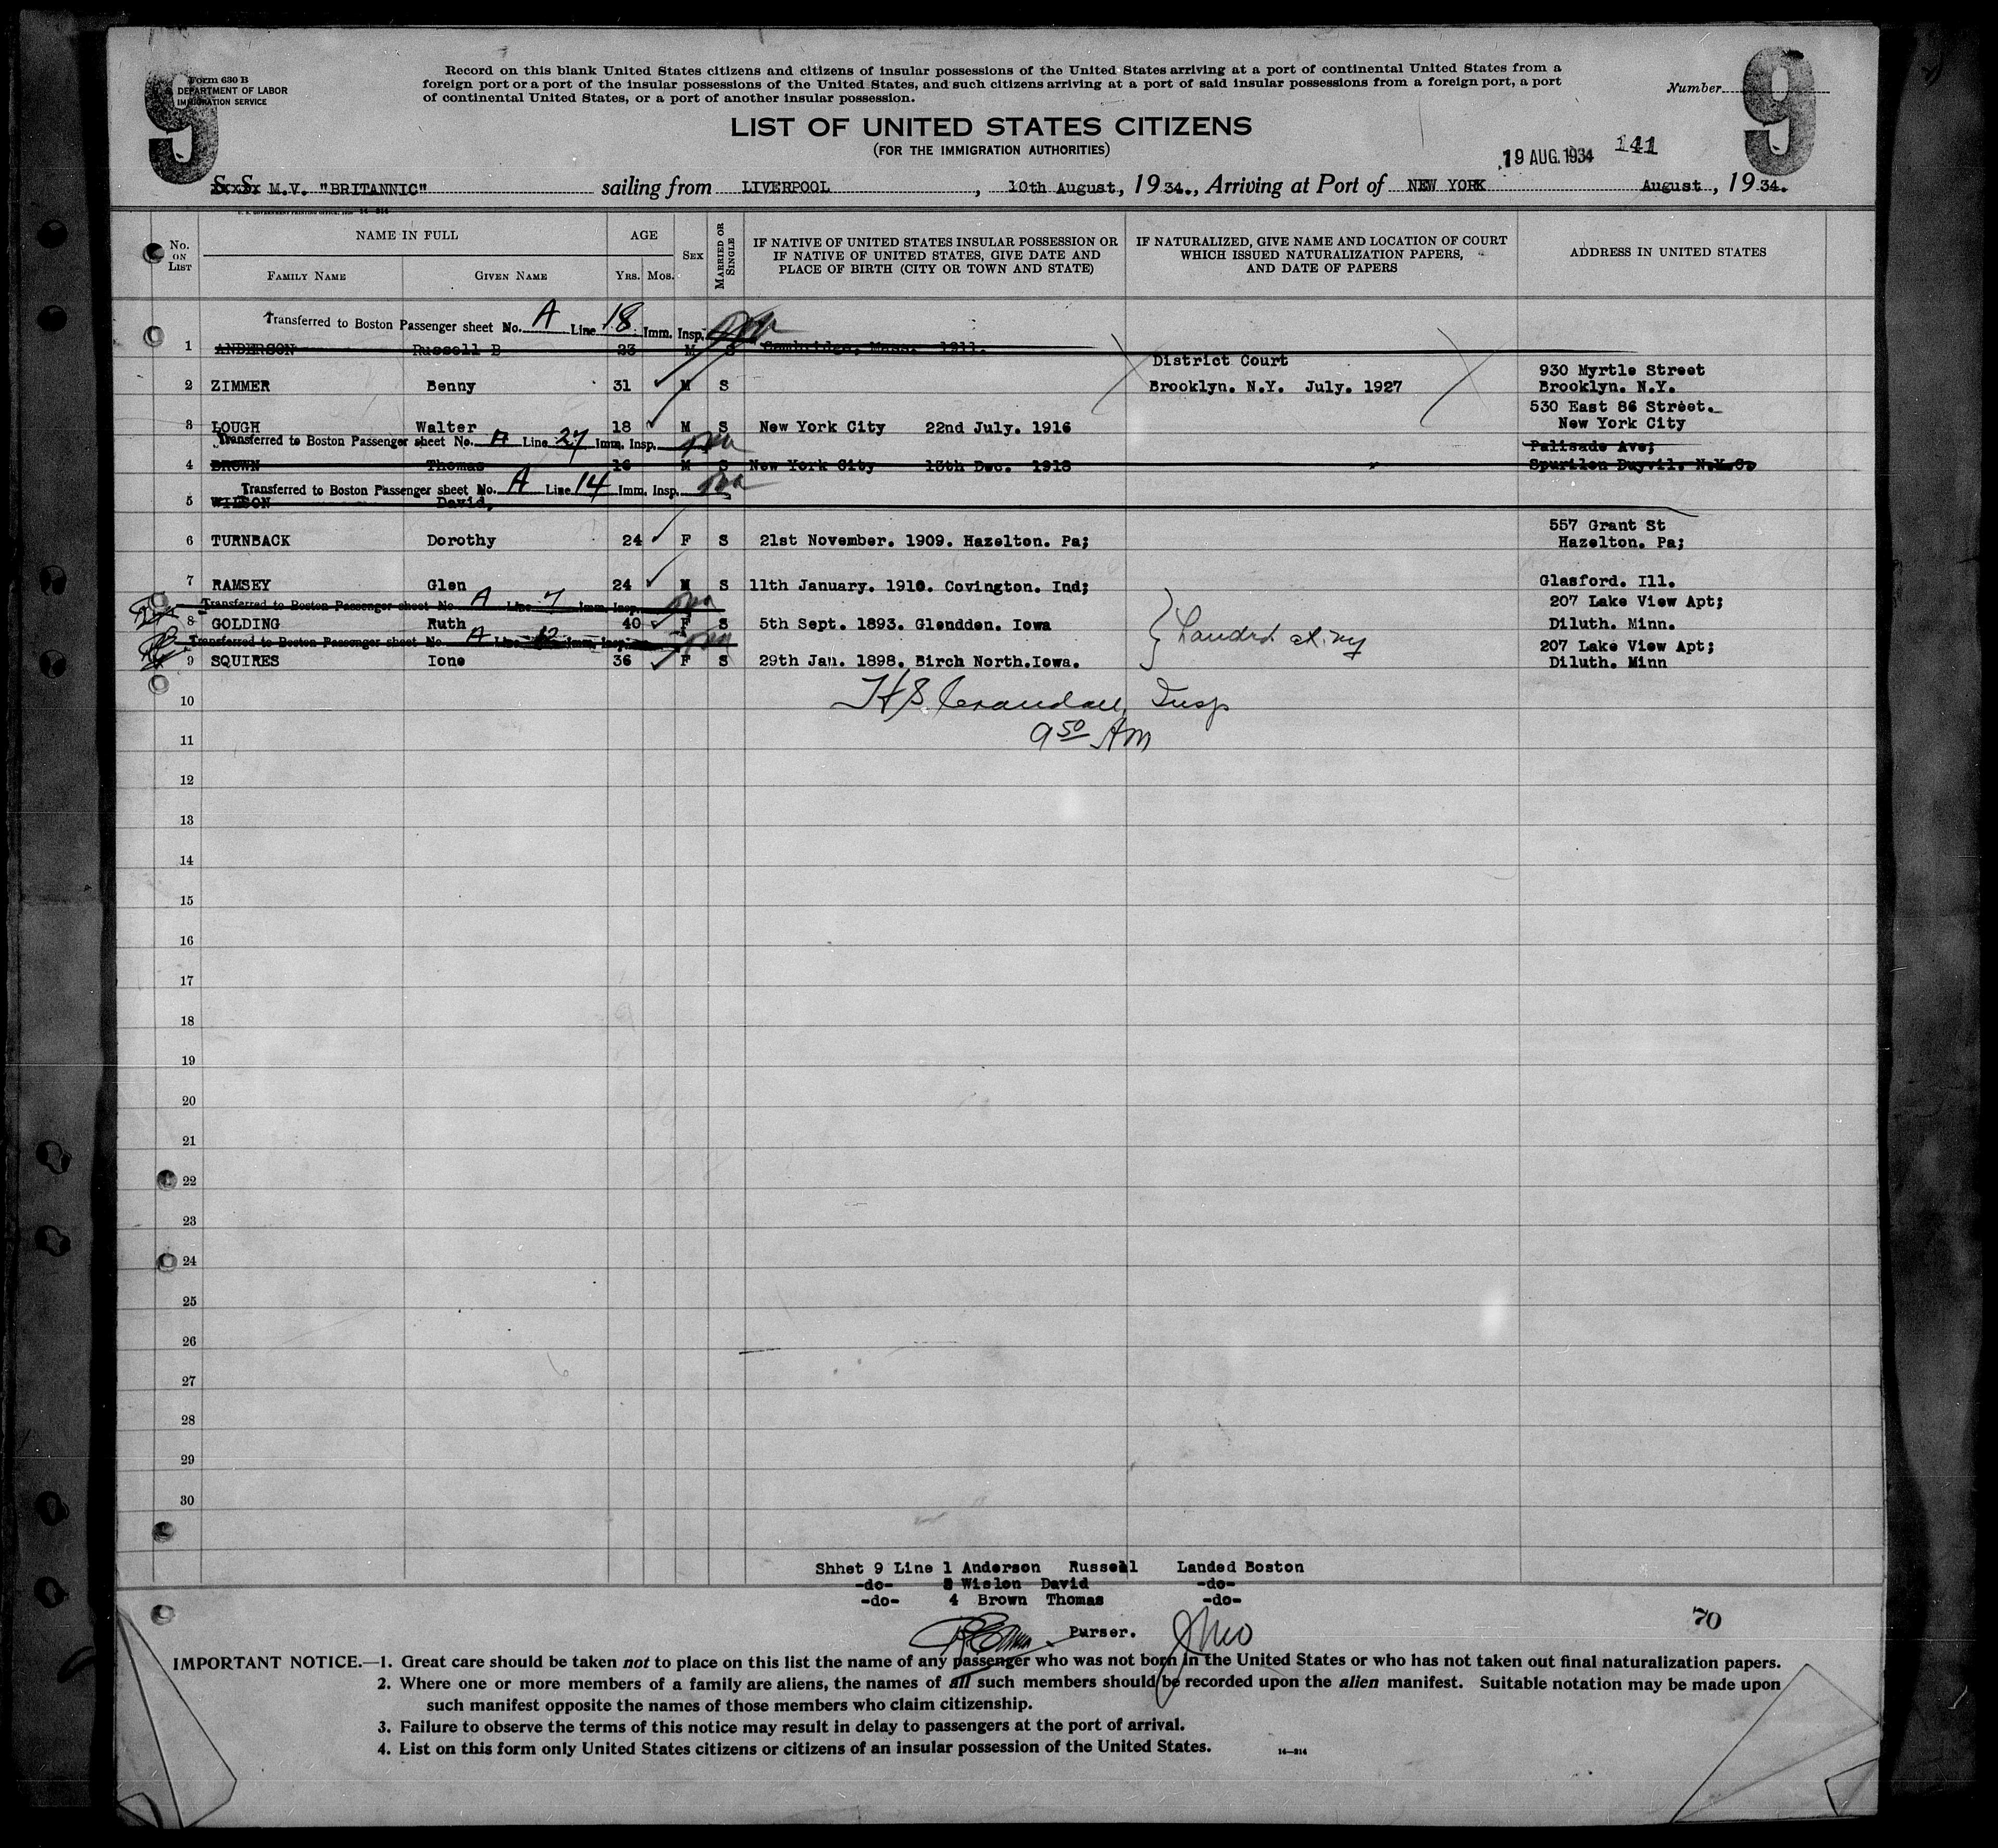 9
Form 630 B
DEPARTMENT OF LABOR
IMMIGRATION SERVICE
Record on this blank United States citizens and citizens of insular possessions of the United States arriving at a port of continental United States from a
foreign port or a port of the insular possessions of the United States, and such citizens arriving at a port of said insular possessions from a foreign port, a port
of continental United States, or a port of another insular possession.
Number
9
LIST OF UNITED STATES CITIZENS
(FOR THE IMMIGRATION AUTHORITIES)
19 AUG. 1934 141
S. S. M.V. "BRITANNIC" sailing from LIVERPOOL, 10th August, 1934., Arriving at Port of NEW YORK August, 1934.
No. ON LIST
NAME IN FULL
FAMILY NAME
GIVEN NAME
AGE
YRS. MOS.
SEX
MARRIED OR SINGLE
IF NATIVE OF UNITED STATES INSULAR POSSESSION OR
IF NATIVE OF UNITED STATES, GIVE DATE AND
PLACE OF BIRTH (CITY OR TOWN AND STATE)
IF NATURALIZED, GIVE NAME AND LOCATION OF COURT
WHICH ISSUED NATURALIZATION PAPERS,
AND DATE OF PAPERS
ADDRESS IN UNITED STATES
Transferred to Boston Passenger sheet No. A Line 18 Imm. Insp.
1 ANDERSON Russell B 23 M S Cambridge, Mass. 1911.
District Court
930 Myrtle Street
2 ZIMMER Benny 31 M S Brooklyn. N.Y. July. 1927 Brooklyn. N.Y.
530 East 86 Street.
3 LOUGH Walter 18 M S New York City 22nd July. 1916 New York City
Transferred to Boston Passenger sheet No. A Line 27 Imm. Insp.
Palisade Ave;
4 BROWN Thomas 16 M S New York City 15th Dec. 1918 Spurilen Duyvil. N.Y.C.
Transferred to Boston Passenger sheet No. A Line 14 Imm. Insp.
5 WILSON David,
557 Grant St
6 TURNBACK Dorothy 24 F S 21st November. 1909. Hazelton. Pa; Hazelton. Pa;
7 RAMSEY Glen 24 M S 11th January. 1910. Covington. Ind; Glasford. Ill.
Transferred to Boston Passenger sheet No. A Line 7 Imm. Insp.
207 Lake View Apt;
8 GOLDING Ruth 40 F S 5th Sept. 1893. Glendden. Iowa Diluth. Minn.
Landed at NY
Transferred to Boston Passenger sheet No. A Line 12 Imm. Insp.
207 Lake View Apt;
9 SQUIRES Ione 36 F S 29th Jan. 1898. Birch North.Iowa. Diluth. Minn
10
H S Crandall, Insp
11
9 50 AM
12
13
14
15
16
17
18
19
20
21
22
23
24
25
26
27
28
29
30
Shhet 9 Line 1 Anderson Russell Landed Boston
-do- 5 Wislon David -do-
-do- 4 Brown Thomas -do-
70
Purser.
IMPORTANT NOTICE.—1. Great care should be taken not to place on this list the name of any passenger who was not born in the United States or who has not taken out final naturalization papers.
2. Where one or more members of a family are aliens, the names of all such members should be recorded upon the alien manifest. Suitable notation may be made upon
such manifest opposite the names of those members who claim citizenship.
3. Failure to observe the terms of this notice may result in delay to passengers at the port of arrival.
4. List on this form only United States citizens or citizens of an insular possession of the United States.
14—214